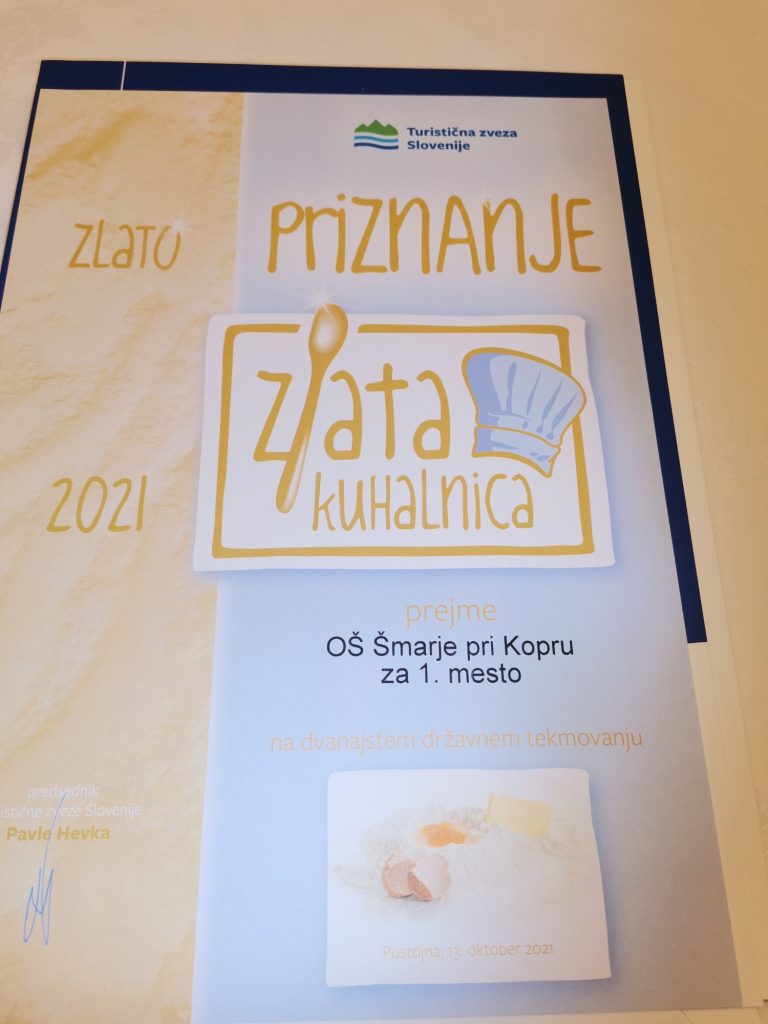 Turistična zveza
Slovenije
ZLATO
PRIZNANJE
zlata
kuhalnica
2021
prejme
OŠ Šmarje pri Kopru
za 1. mesto
na dvanajstem državnem tekmovanju
predsednik
istične zveze Slovenije
Pavle Hevka
Postojna, 13. oktober 2021